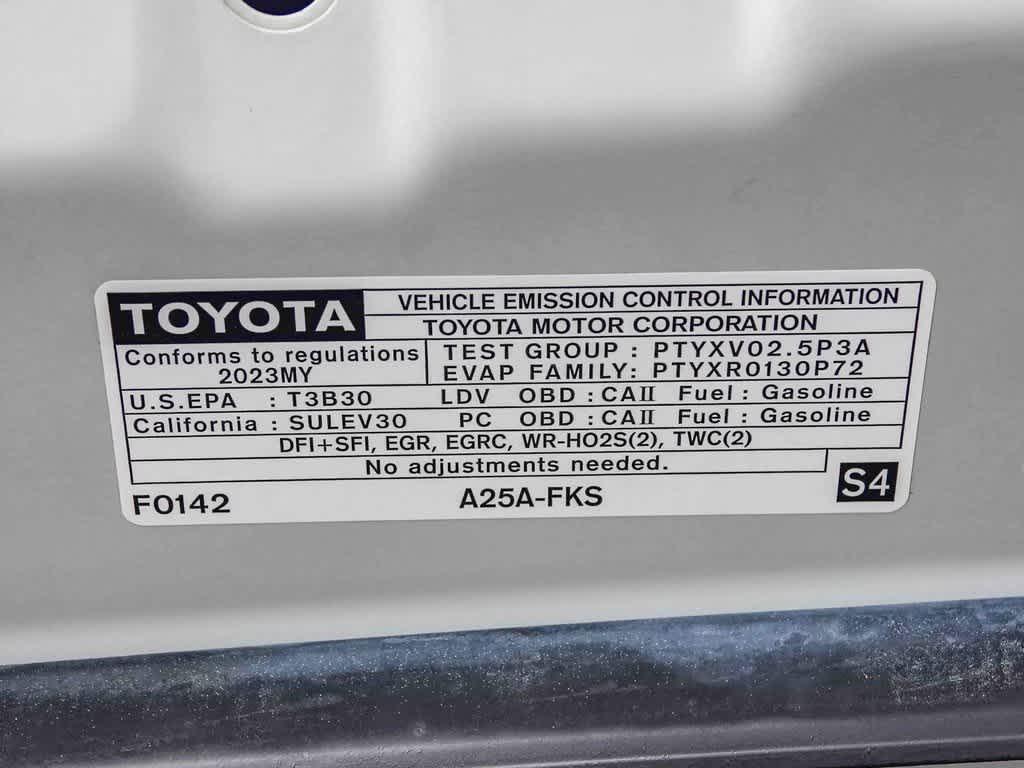 TOYOTA
VEHICLE EMISSION CONTROL INFORMATION
TOYOTA MOTOR CORPORATION
Conforms to regulations
2023MY
TEST GROUP : PTYXV02.5P3A
EVAP FAMILY: PTYXR0130P72
U.S.EPA : T3B30 LDV OBD : CAII Fuel : Gasoline
California : SULEV30 PC OBD : CAII Fuel : Gasoline
DFI+SFI, EGR, EGRC, WR-HO2S(2), TWC(2)
No adjustments needed.
F0142 A25A-FKS S4